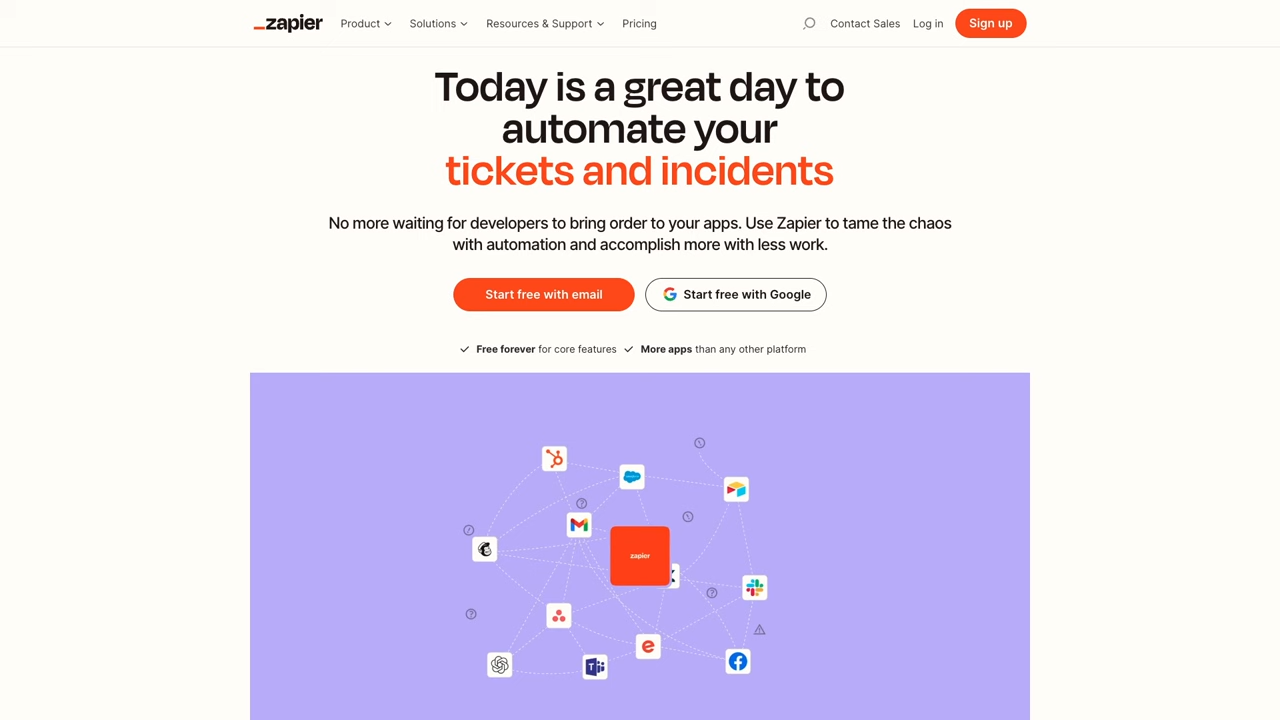 _zapier
Product
Solutions
Resources & Support
Pricing
Contact Sales
Log in
Sign up
Today is a great day to
automate your
tickets and incidents
No more waiting for developers to bring order to your apps. Use Zapier to tame the chaos
with automation and accomplish more with less work.
Start free with email
Start free with Google
Free forever for core features
More apps than any other platform
zapier